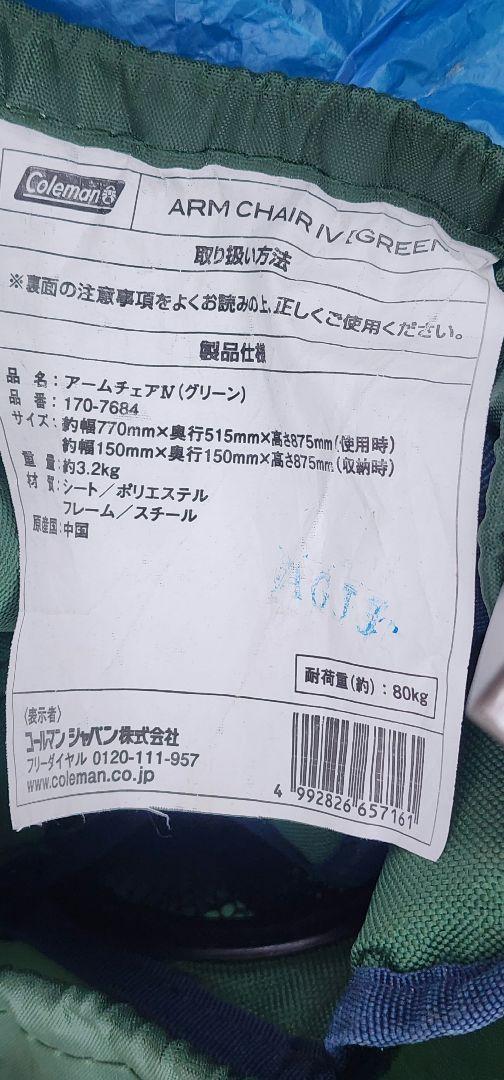 Coleman
ARM CHAIR IV [GREEN
取り扱い方法
※裏面の注意事項をよくお読みの上、正しくご使用ください。
製品仕様
品 名：アームチェアⅣ（グリーン）
品 番：170-7684
サイズ：約幅770mm×奥行515mm×高さ875mm（使用時）
約幅150mm×奥行150mm×高さ875mm（収納時）
重 量：約3.2kg
材 質：シート／ポリエステル
フレーム／スチール
原産国：中国
耐荷重（約）：80kg
〈表示者〉
コールマン ジャパン株式会社
フリーダイヤル 0120-111-957
www.coleman.co.jp
4 992826 657161